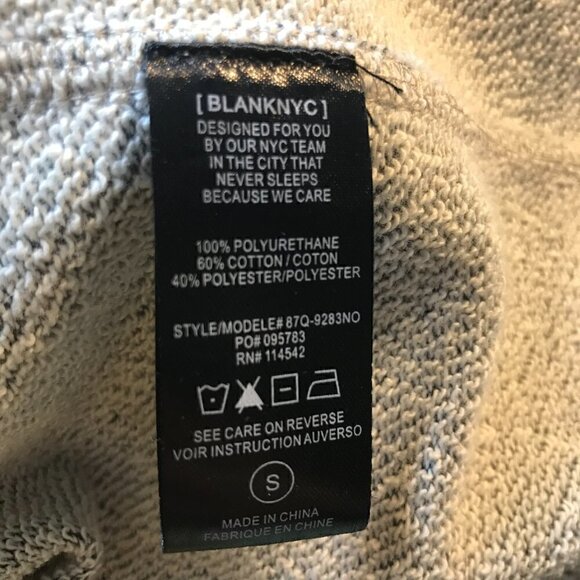 [ BLANKNYC ]
DESIGNED FOR YOU
BY OUR NYC TEAM
IN THE CITY THAT
NEVER SLEEPS
BECAUSE WE CARE
100% POLYURETHANE
60% COTTON / COTON
40% POLYESTER/POLYESTER
STYLE/MODELE# 87Q-9283NO
PO# 095783
RN# 114542
SEE CARE ON REVERSE
VOIR INSTRUCTION AUVERSO
S
MADE IN CHINA
FABRIQUE EN CHINE